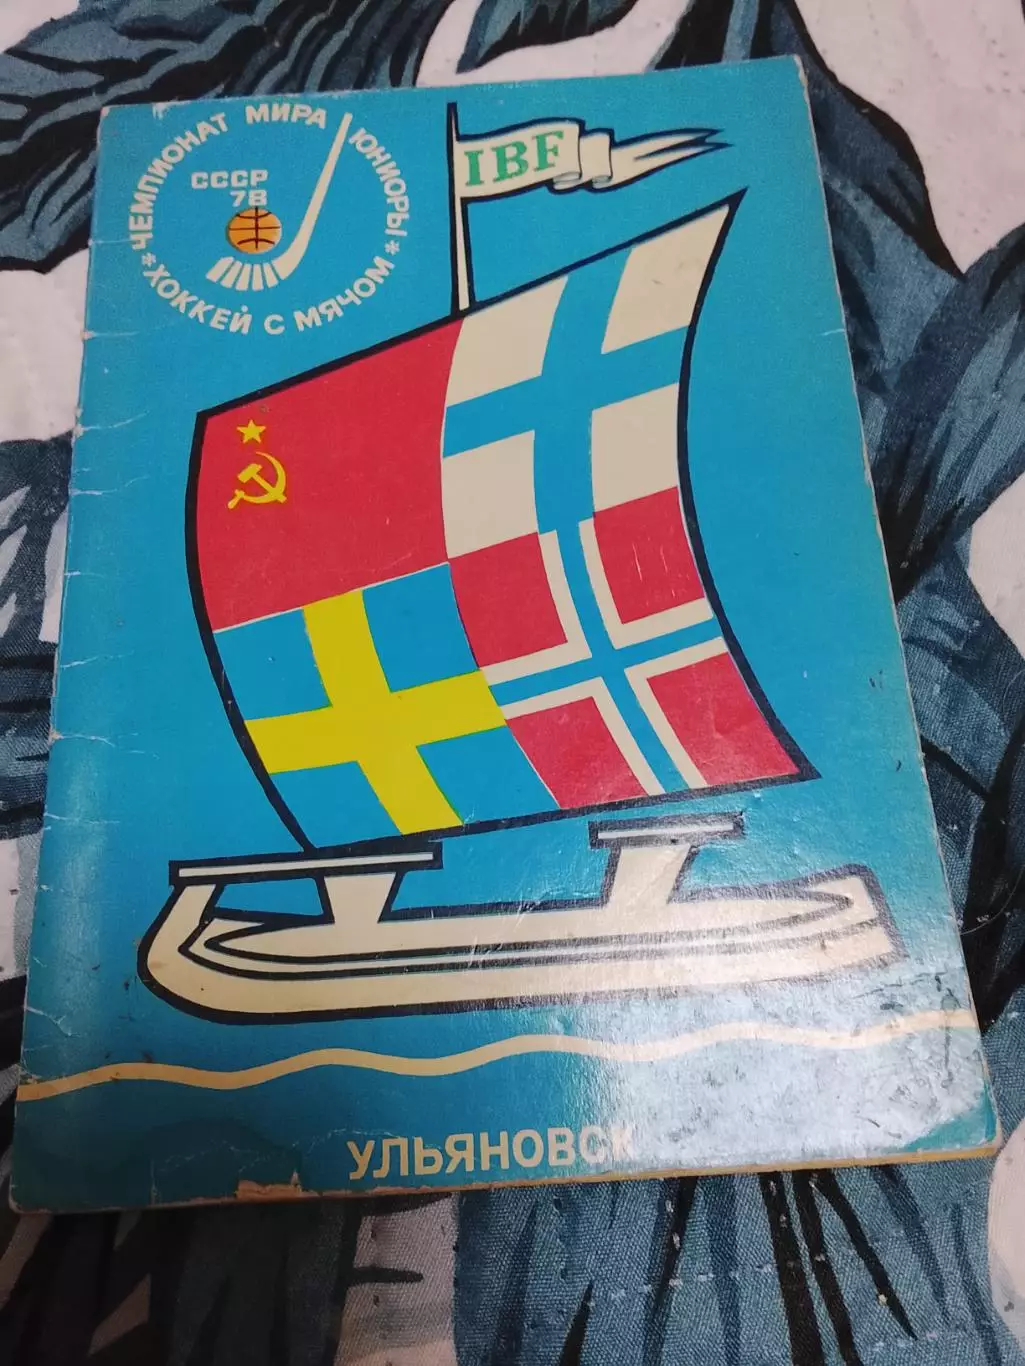 ЧЕМПИОНАТ МИРА
ЮНИОРЫ
* ХОККЕЙ С МЯЧОМ *
СССР
78
IBF
УЛЬЯНОВСК